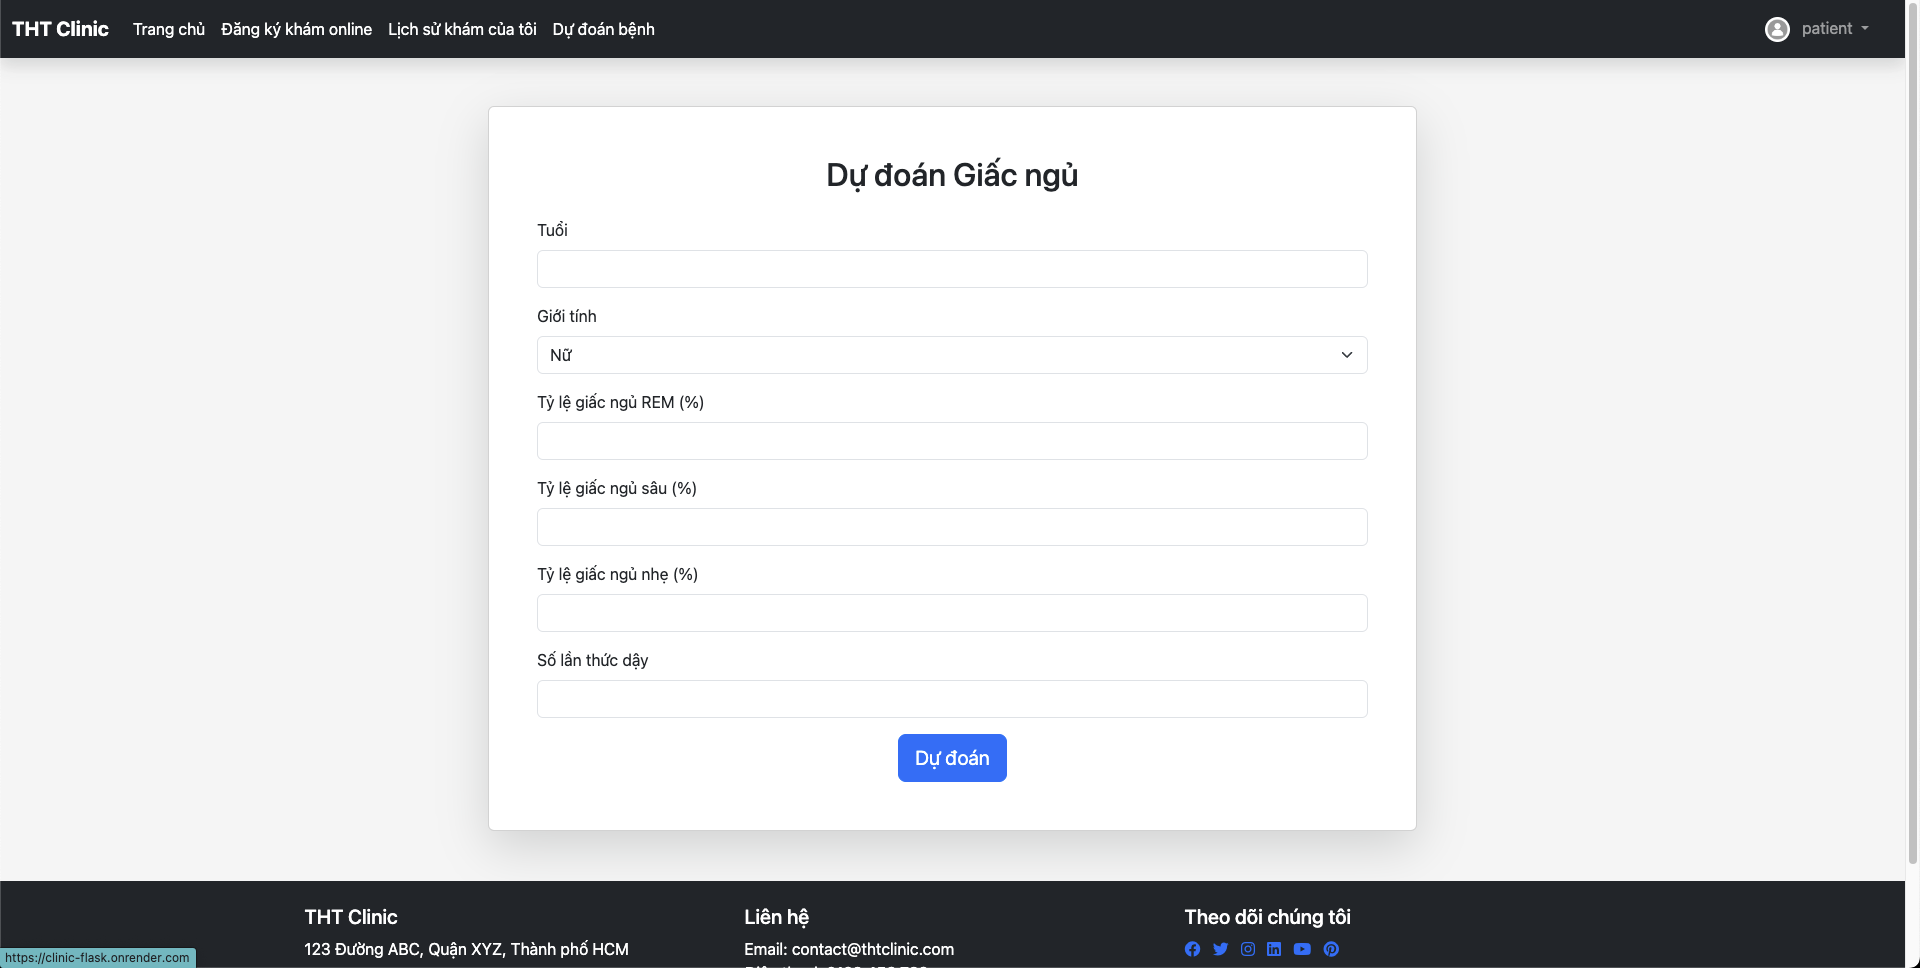 THT Clinic Trang chủ Đăng ký khám online Lịch sử khám của tôi Dự đoán bệnh patient
Dự đoán Giấc ngủ
Tuổi
Giới tính
Nữ
Tỷ lệ giấc ngủ REM (%)
Tỷ lệ giấc ngủ sâu (%)
Tỷ lệ giấc ngủ nhẹ (%)
Số lần thức dậy
Dự đoán
THT Clinic
123 Đường ABC, Quận XYZ, Thành phố HCM
Liên hệ
Email: contact@thtclinic.com
Theo dõi chúng tôi
https://clinic-flask.onrender.com